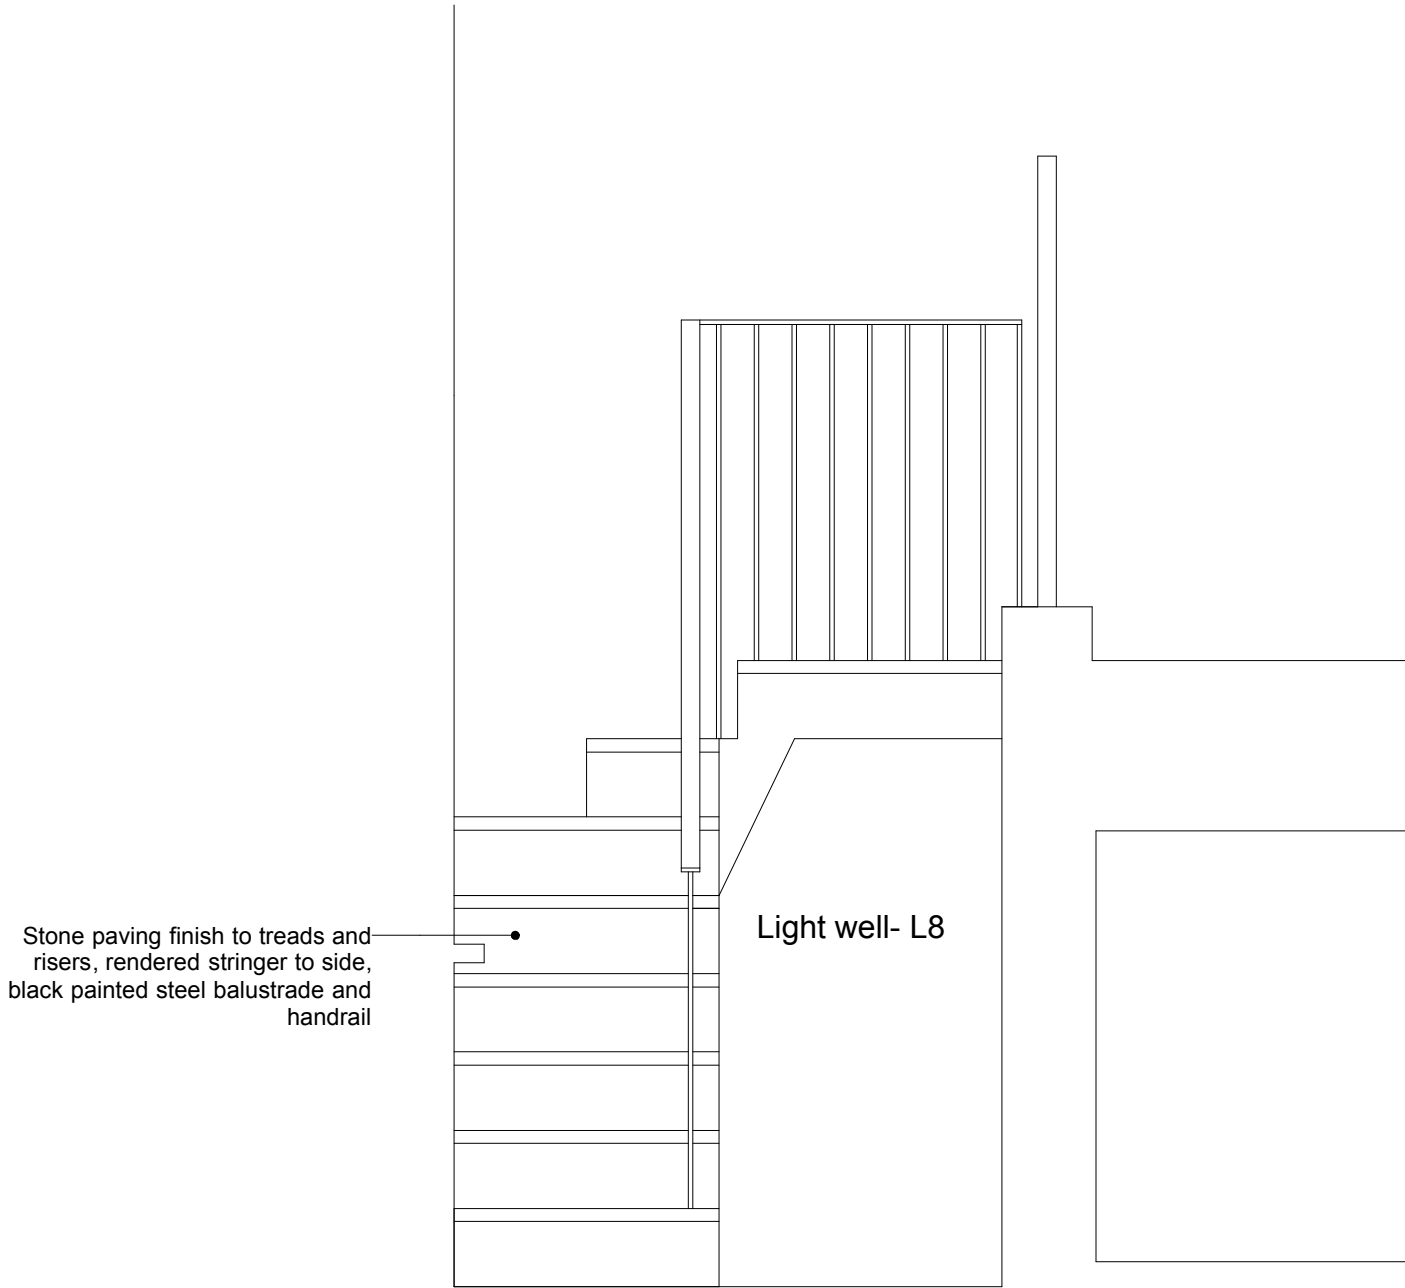 Stone paving finish to treads and
risers, rendered stringer to side,
black painted steel balustrade and
handrail
Light well- L8